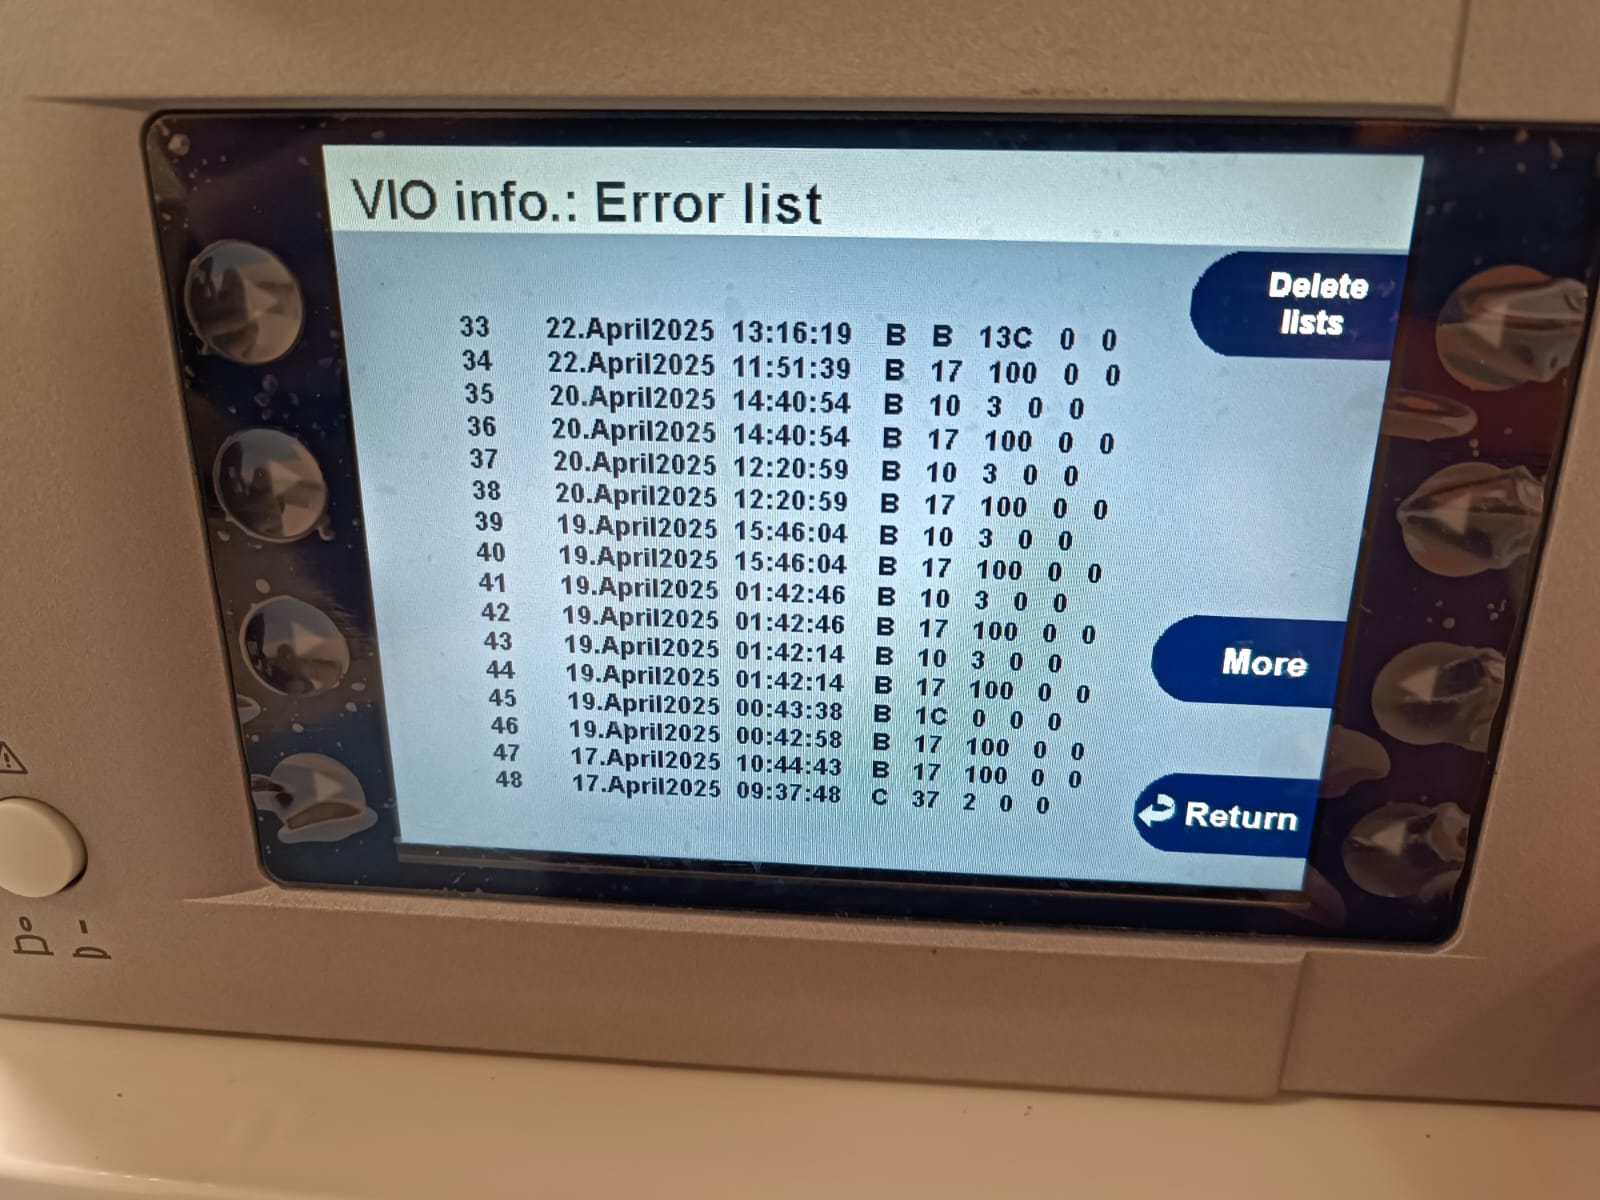 VIO info.: Error list
Delete
lists
33 22.April2025 13:16:19 B B 13C 0 0
34 22.April2025 11:51:39 B 17 100 0 0
35 20.April2025 14:40:54 B 10 3 0 0
36 20.April2025 14:40:54 B 17 100 0 0
37 20.April2025 12:20:59 B 10 3 0 0
38 20.April2025 12:20:59 B 17 100 0 0
39 19.April2025 15:46:04 B 10 3 0 0
40 19.April2025 15:46:04 B 17 100 0 0
41 19.April2025 01:42:46 B 10 3 0 0
42 19.April2025 01:42:46 B 17 100 0 0
43 19.April2025 01:42:14 B 10 3 0 0
44 19.April2025 01:42:14 B 17 100 0 0
45 19.April2025 00:43:38 B 1C 0 0 0
46 19.April2025 00:42:58 B 17 100 0 0
47 17.April2025 10:44:43 B 17 100 0 0
48 17.April2025 09:37:48 C 37 2 0 0
More
Return